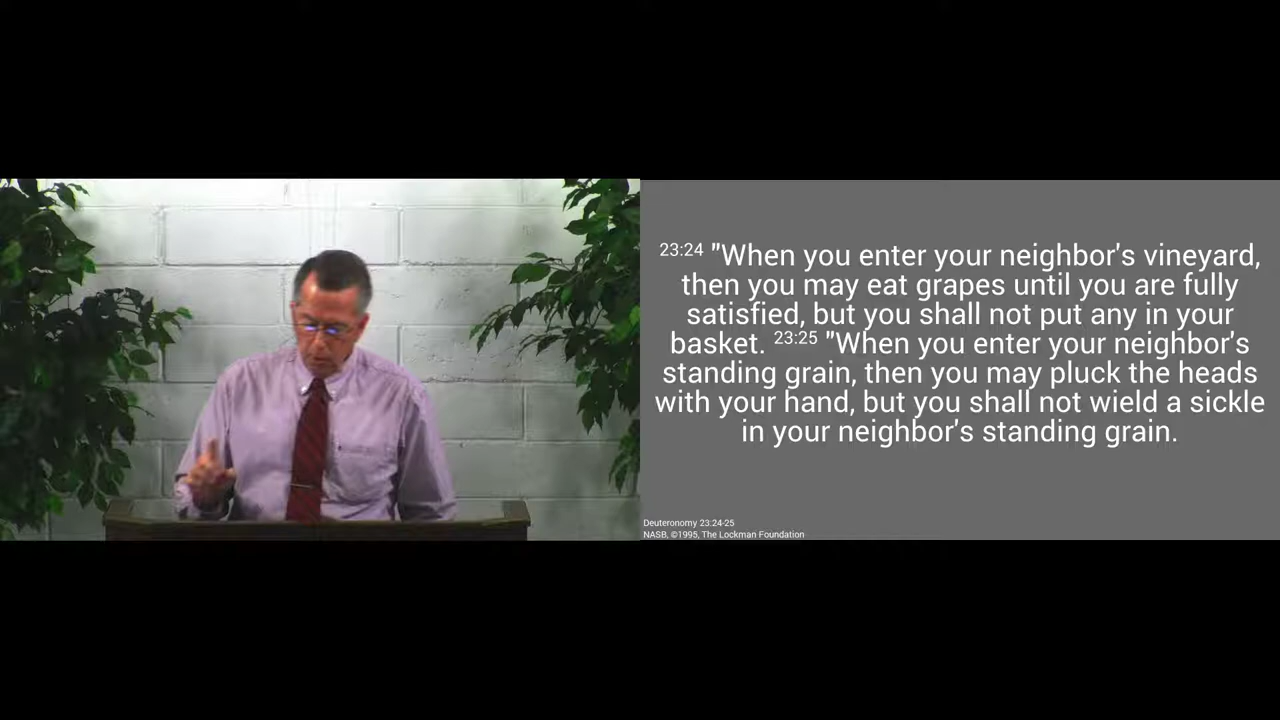 23:24 "When you enter your neighbor's vineyard,
then you may eat grapes until you are fully
satisfied, but you shall not put any in your
basket. 23:25 "When you enter your neighbor's
standing grain, then you may pluck the heads
with your hand, but you shall not wield a sickle
in your neighbor's standing grain.
Deuteronomy 23:24-25
NASB, ©1995, The Lockman Foundation